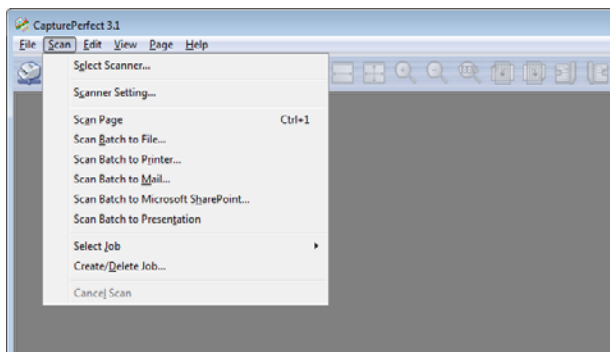 CapturePerfect 3.1
File Scan Edit View Page Help
Select Scanner...
Scanner Setting...
Scan Page Ctrl+1
Scan Batch to File...
Scan Batch to Printer...
Scan Batch to Mail...
Scan Batch to Microsoft SharePoint...
Scan Batch to Presentation
Select Job
Create/Delete Job...
Cancel Scan